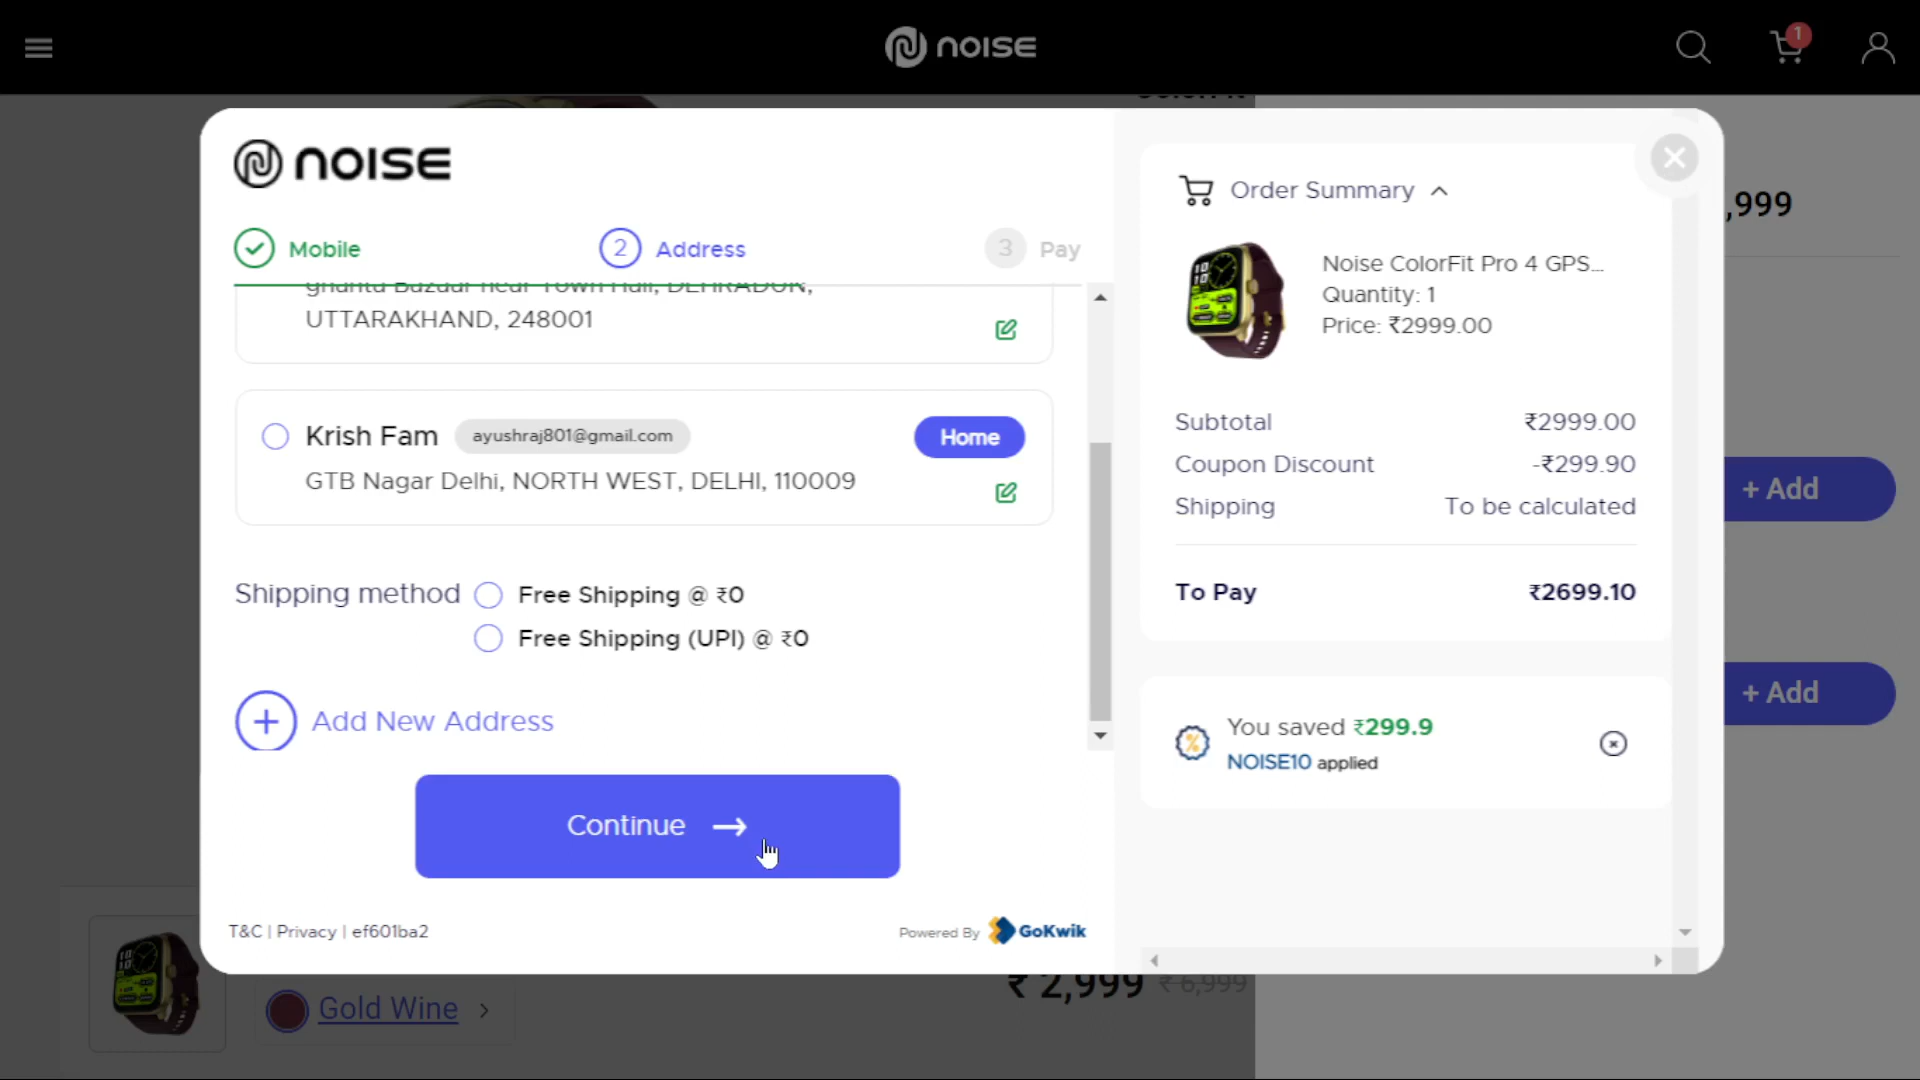 NOISE
1
NOISE
Mobile
2 Address
3 Pay
UTTARAKHAND, 248001
Krish Fam
ayushraj801@gmail.com
Home
GTB Nagar Delhi, NORTH WEST, DELHI, 110009
Shipping method
Free Shipping @ ₹0
Free Shipping (UPI) @ ₹0
Add New Address
Continue →
T&C | Privacy | ef601ba2
Powered By GoKwik
Order Summary
Noise ColorFit Pro 4 GPS...
Quantity: 1
Price: ₹2999.00
Subtotal ₹2999.00
Coupon Discount -₹299.90
Shipping To be calculated
To Pay ₹2699.10
You saved ₹299.9
NOISE10 applied
,999
+ Add
+ Add
Gold Wine >
₹ 2,999 ₹ 6,999